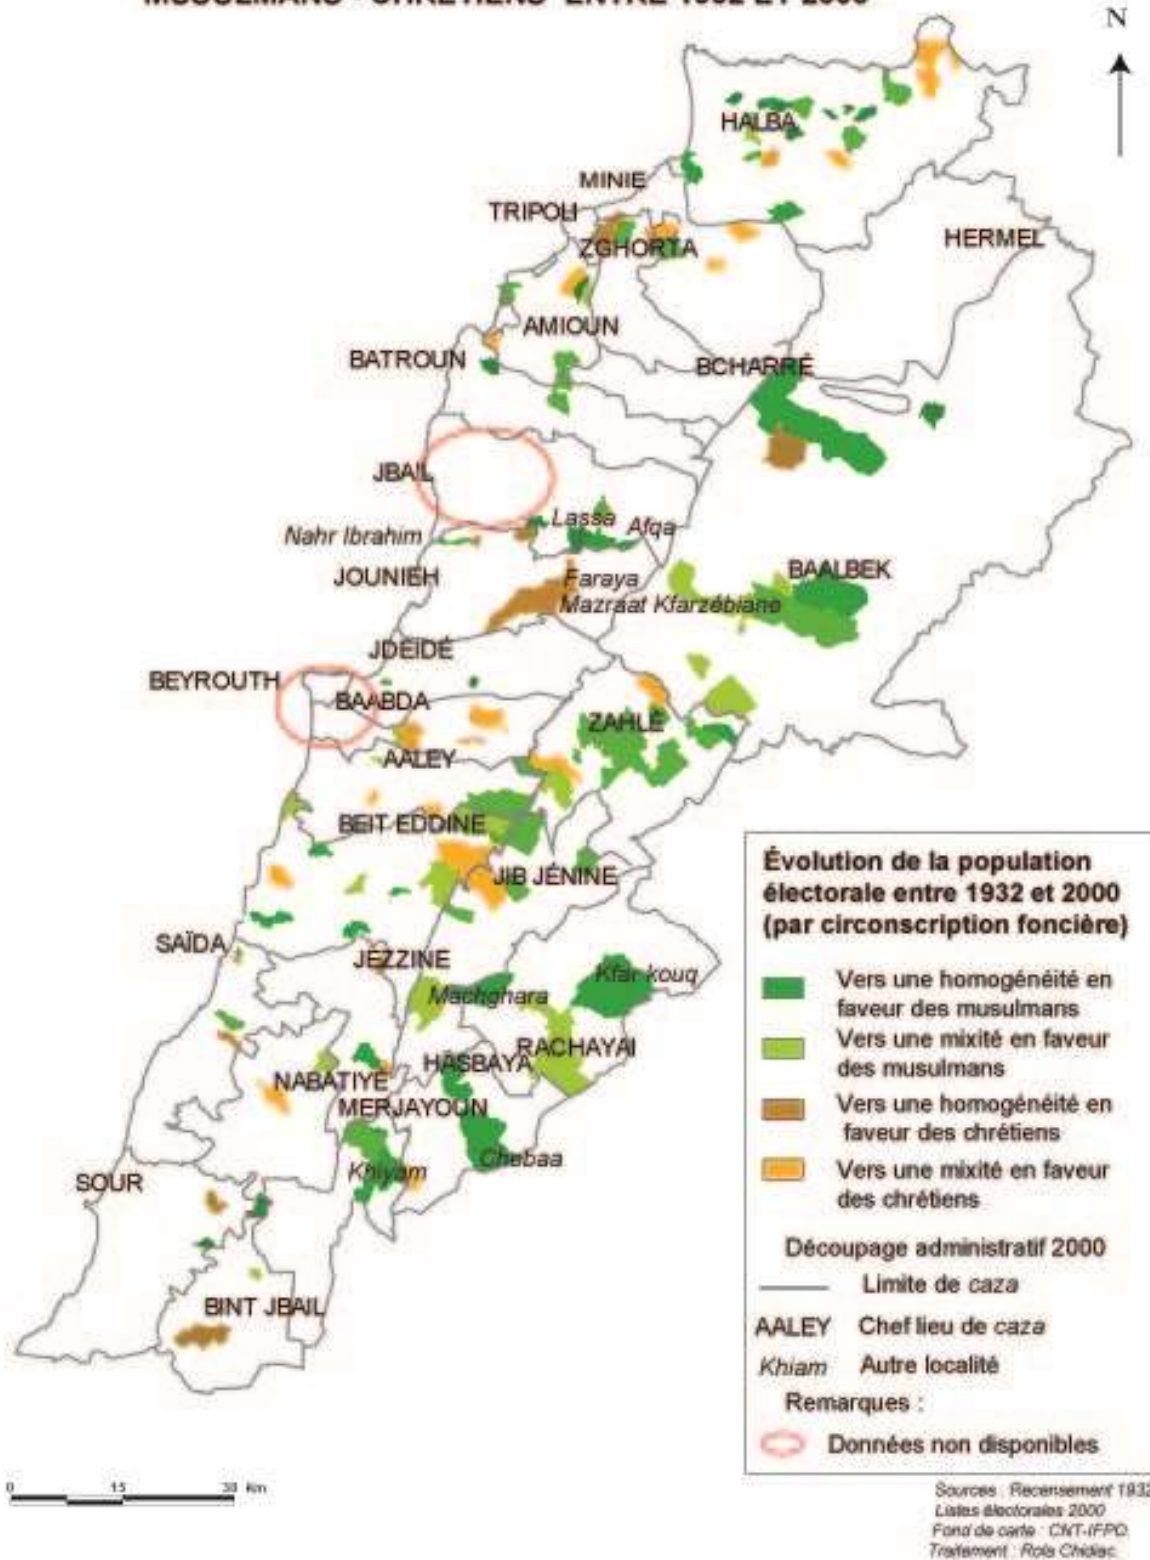 MUSULMANS - CHRÉTIENS ENTRE 1932 ET 2000
N
HALBA
MINIE
TRIPOLI
ZGHORTA
HERMEL
AMIOUN
BATROUN
BCHARRÉ
JBAIL
Lassa
Afqa
Nahr Ibrahim
JOUNIEH
Faraya
BAALBEK
Mazraat Kfarzébiane
JDEIDÉ
BEYROUTH
BAABDA
ZAHLÉ
AALEY
BEIT EDDINE
JIB JÉNINE
SAÏDA
JEZZINE
Kfar kouq
Machghara
RACHAYAI
HASBAYA
NABATIYÉ
MERJAYOUN
Chebaa
Khiyam
SOUR
BINT JBAIL
Évolution de la population
électorale entre 1932 et 2000
(par circonscription foncière)
Vers une homogénéité en
faveur des musulmans
Vers une mixité en faveur
des musulmans
Vers une homogénéité en
faveur des chrétiens
Vers une mixité en faveur
des chrétiens
Découpage administratif 2000
Limite de caza
AALEY Chef lieu de caza
Khiam Autre localité
Remarques :
Données non disponibles
0 15 30 Km
Sources : Recensement 1932
Listes électorales 2000
Fond de carte : CNT-IFPO
Traitement : Rola Chidiac